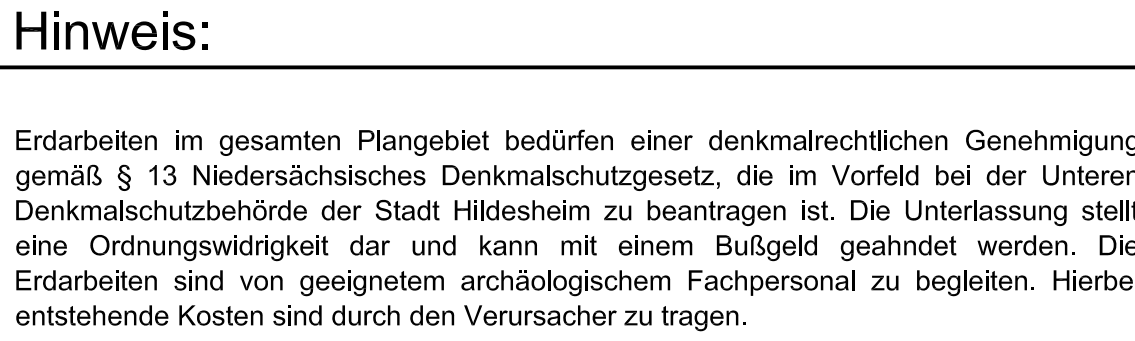 Hinweis:
Erdarbeiten im gesamten Plangebiet bedürfen einer denkmalrechtlichen Genehmigung
gemäß § 13 Niedersächsisches Denkmalschutzgesetz, die im Vorfeld bei der Unteren
Denkmalschutzbehörde der Stadt Hildesheim zu beantragen ist. Die Unterlassung stellt
eine Ordnungswidrigkeit dar und kann mit einem Bußgeld geahndet werden. Die
Erdarbeiten sind von geeignetem archäologischem Fachpersonal zu begleiten. Hierbei
entstehende Kosten sind durch den Verursacher zu tragen.